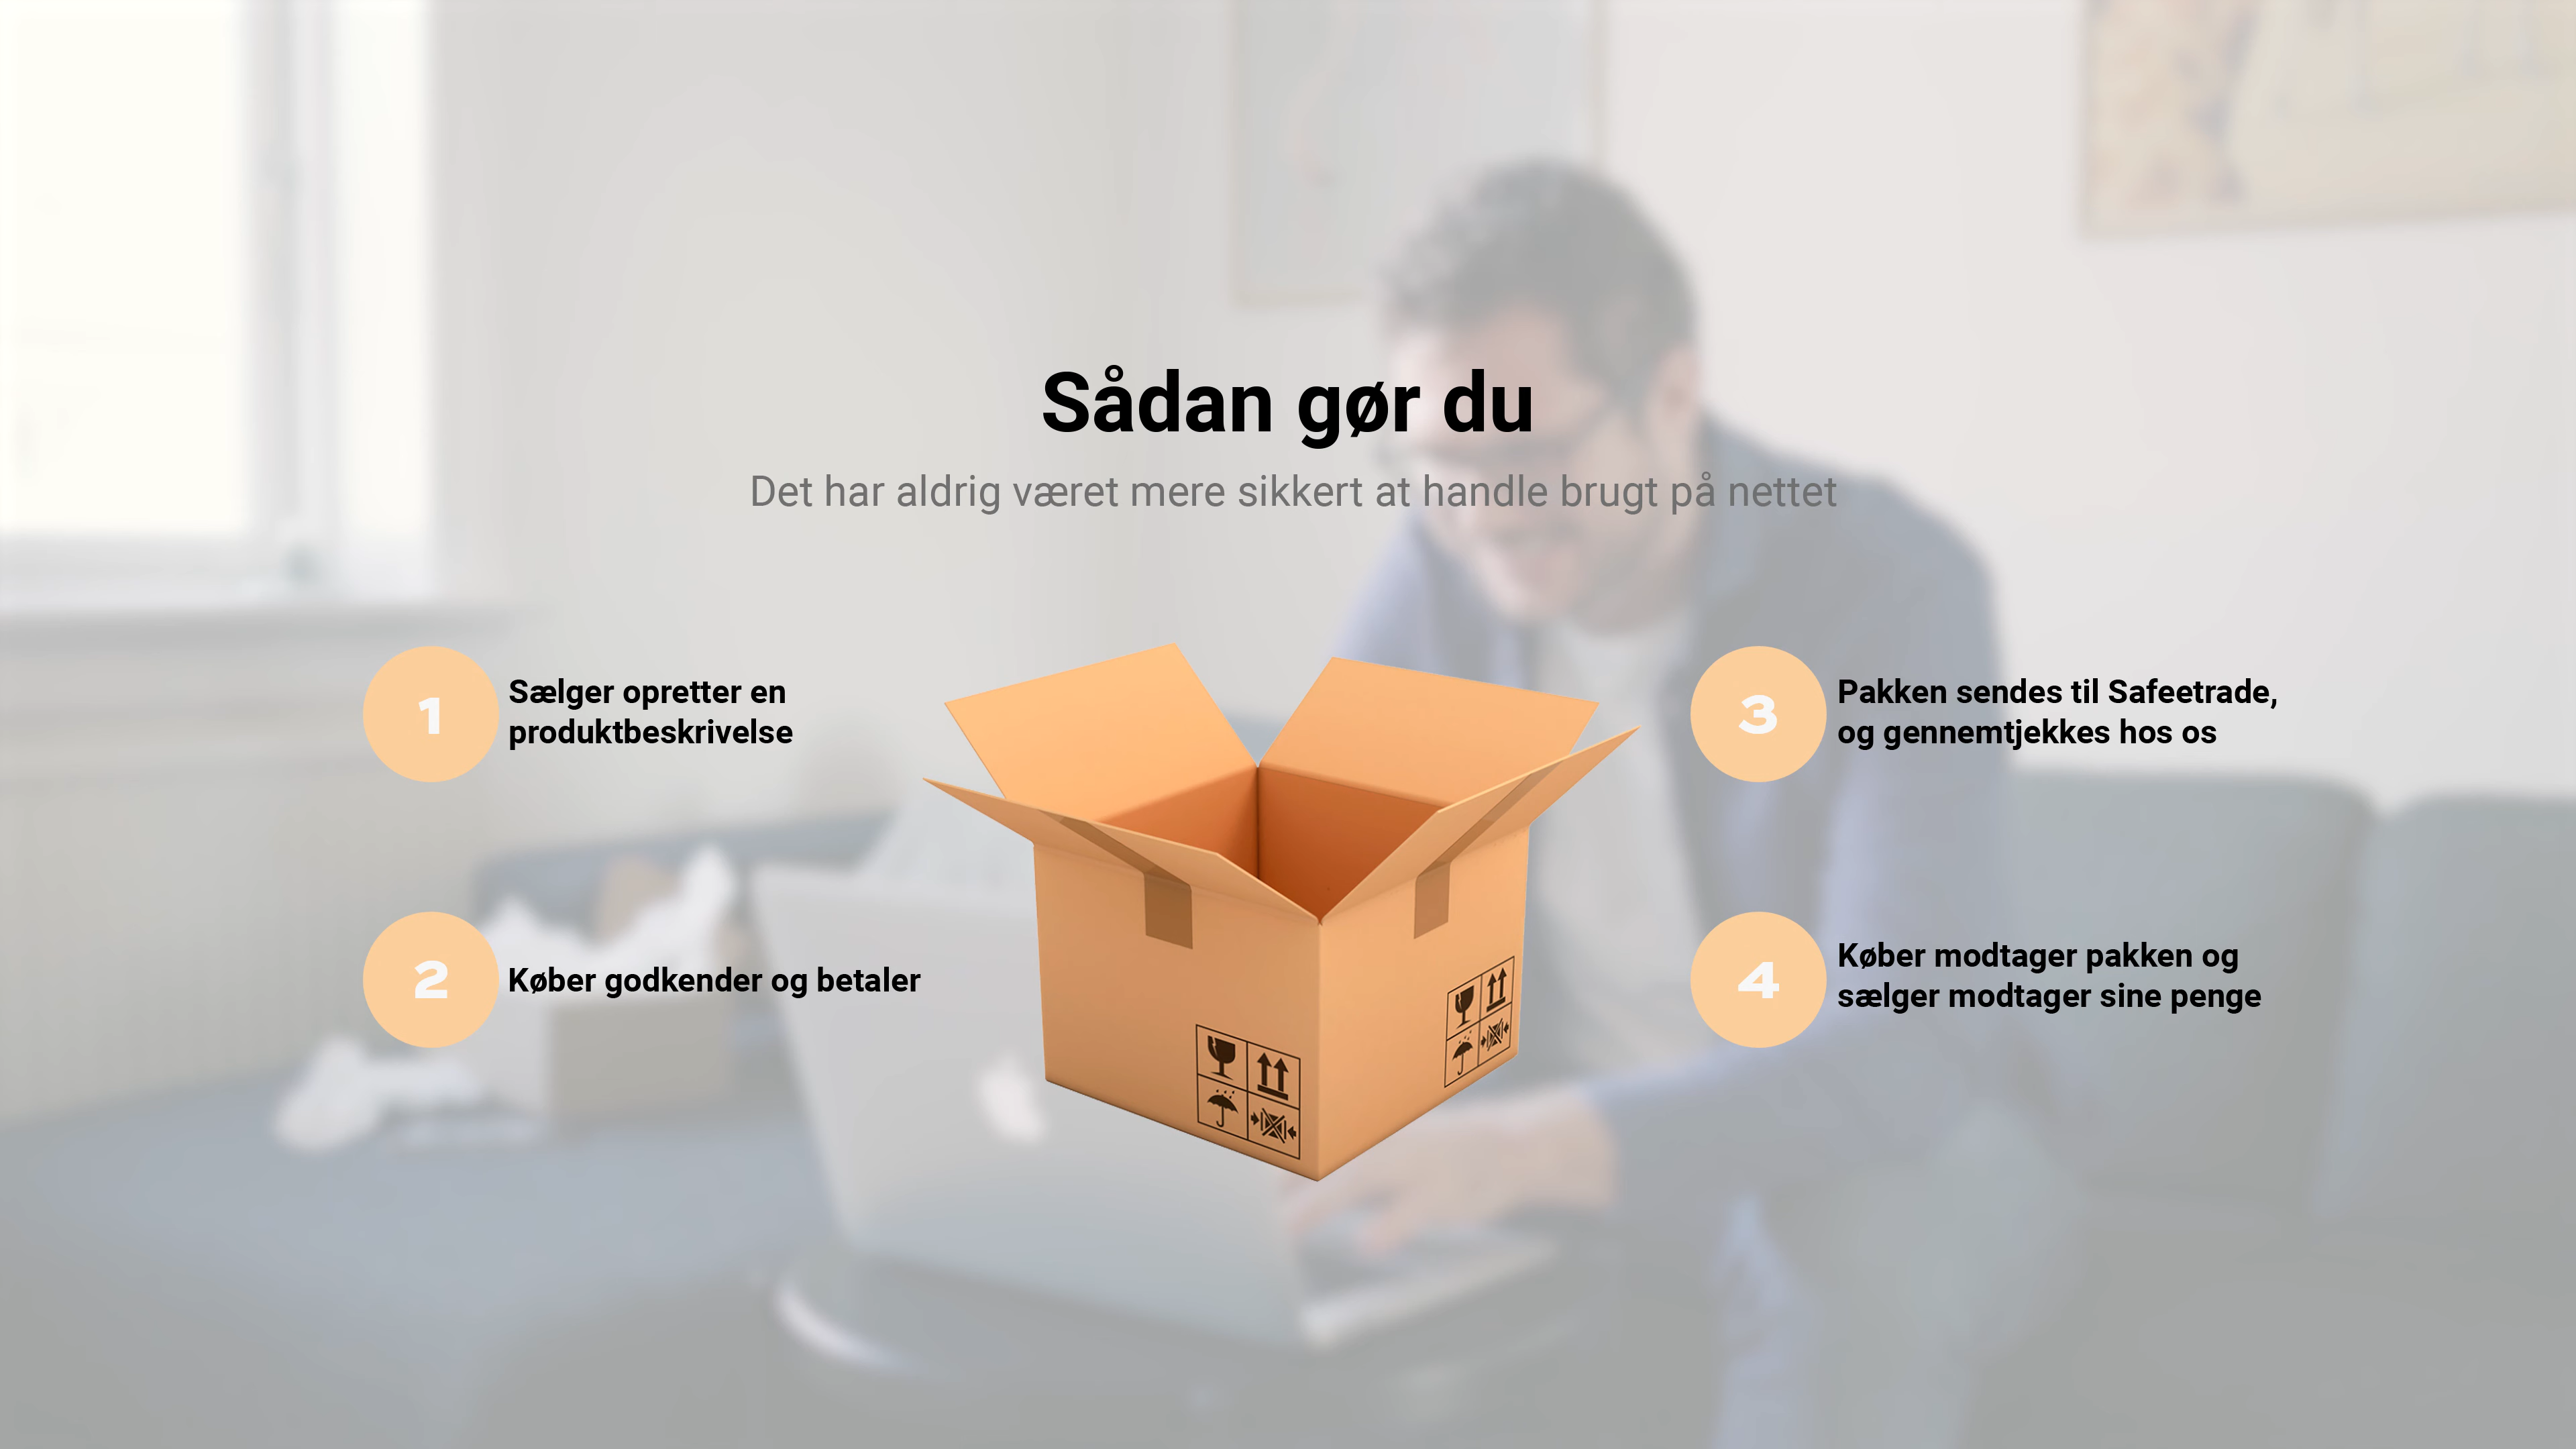 Sådan gør du
Det har aldrig været mere sikkert at handle brugt på nettet
1
Sælger opretter en
produktbeskrivelse
2
Køber godkender og betaler
3
Pakken sendes til Safeetrade,
og gennemtjekkes hos os
4
Køber modtager pakken og
sælger modtager sine penge